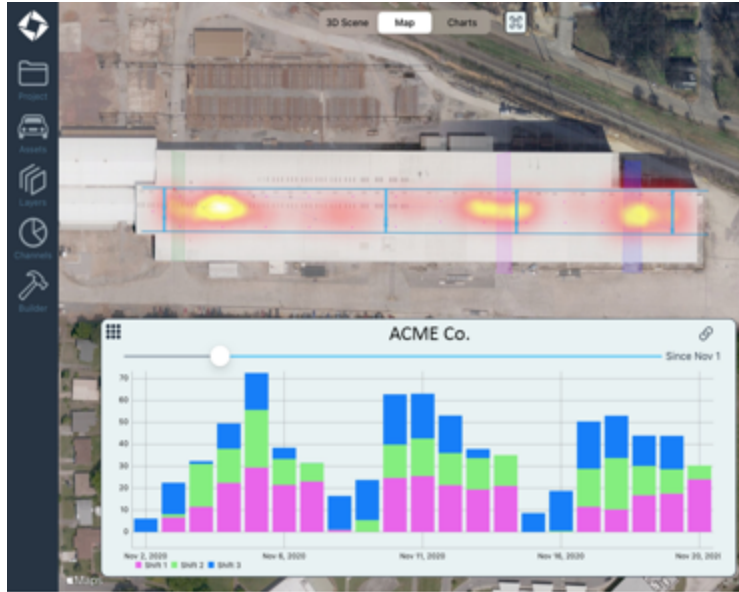 3D Scene Map Charts
Project
Assets
Layers
Channels
Builder
ACME Co.
Since Nov 1
70
60
50
40
30
20
10
0
Nov 2, 2020 Nov 6, 2020 Nov 11, 2020 Nov 16, 2020 Nov 20, 202
Shift 1 Shift 2 Shift 3
Maps